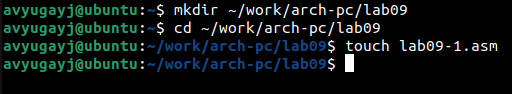 avyugayj@ubuntu:~$ mkdir ~/work/arch-pc/lab09
avyugayj@ubuntu:~$ cd ~/work/arch-pc/lab09
avyugayj@ubuntu:~/work/arch-pc/lab09$ touch lab09-1.asm
avyugayj@ubuntu:~/work/arch-pc/lab09$